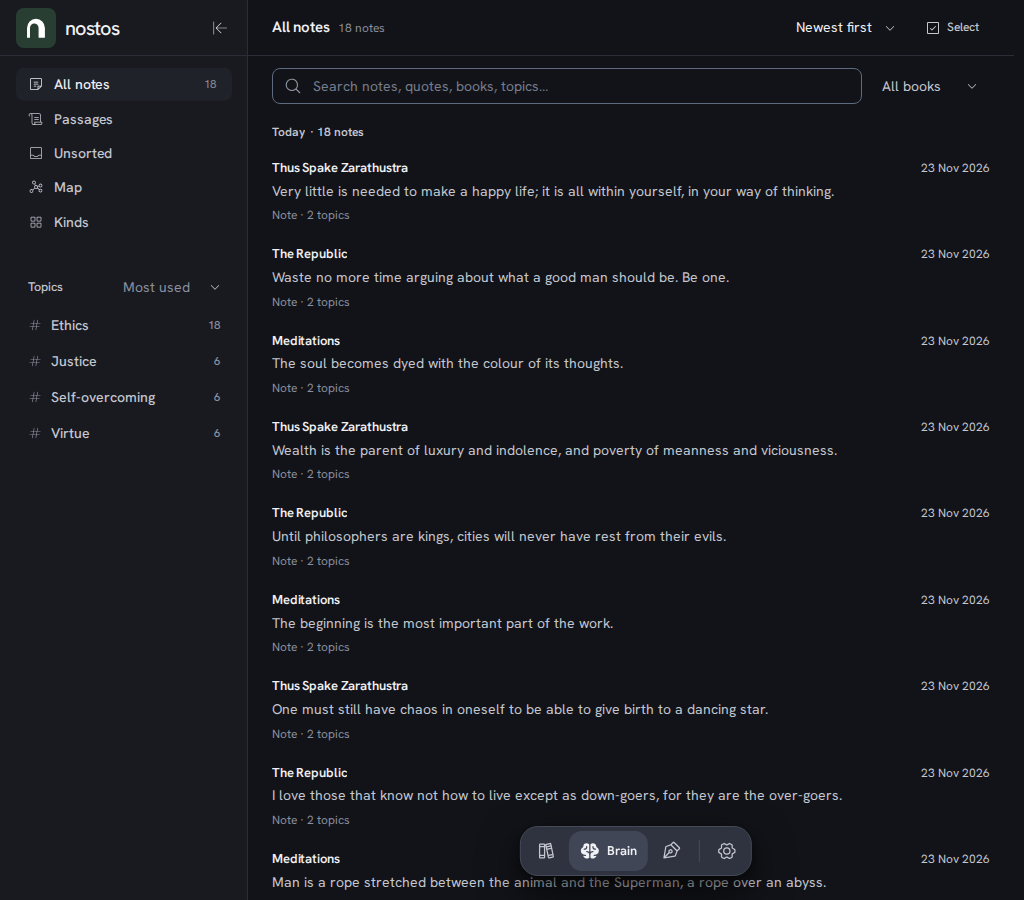 nostos
All notes 18 notes
Newest first
Select
All notes 18
Passages
Unsorted
Map
Kinds
Topics Most used
# Ethics 18
# Justice 6
# Self-overcoming 6
# Virtue 6
Search notes, quotes, books, topics...
All books
Today · 18 notes
Thus Spake Zarathustra 23 Nov 2026
Very little is needed to make a happy life; it is all within yourself, in your way of thinking.
Note · 2 topics
The Republic 23 Nov 2026
Waste no more time arguing about what a good man should be. Be one.
Note · 2 topics
Meditations 23 Nov 2026
The soul becomes dyed with the colour of its thoughts.
Note · 2 topics
Thus Spake Zarathustra 23 Nov 2026
Wealth is the parent of luxury and indolence, and poverty of meanness and viciousness.
Note · 2 topics
The Republic 23 Nov 2026
Until philosophers are kings, cities will never have rest from their evils.
Note · 2 topics
Meditations 23 Nov 2026
The beginning is the most important part of the work.
Note · 2 topics
Thus Spake Zarathustra 23 Nov 2026
One must still have chaos in oneself to be able to give birth to a dancing star.
Note · 2 topics
The Republic 23 Nov 2026
I love those that know not how to live except as down-goers, for they are the over-goers.
Note · 2 topics
Meditations 23 Nov 2026
Man is a rope stretched between the animal and the Superman, a rope over an abyss.
Brain